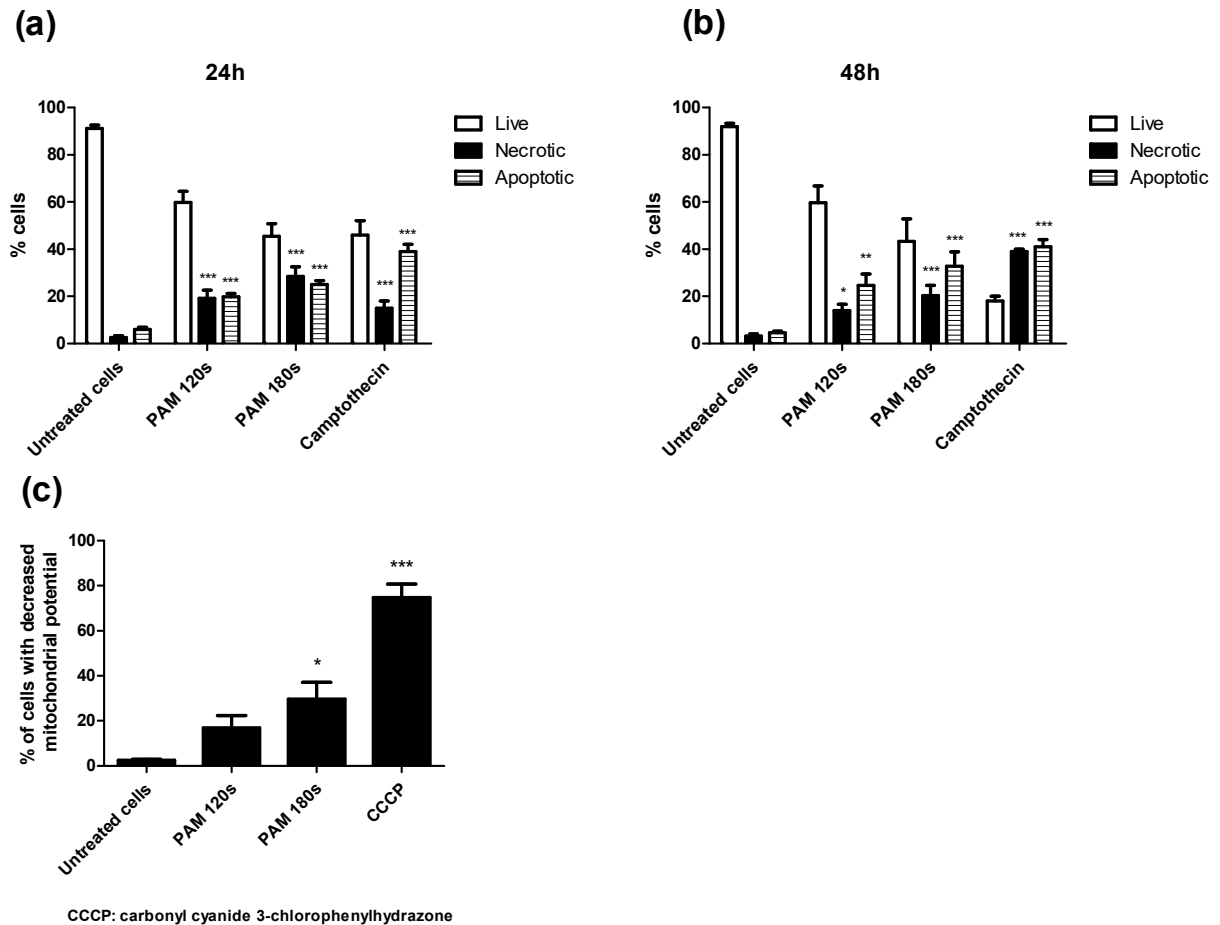 (a)
24h
% cells
100
80
60
40
20
0
*** ***
*** ***
*** ***
Untreated cells
PAM 120s
PAM 180s
Camptothecin
Live
Necrotic
Apoptotic
(b)
48h
% cells
100
80
60
40
20
0
* **
*** ***
*** ***
Untreated cells
PAM 120s
PAM 180s
Camptothecin
Live
Necrotic
Apoptotic
(c)
% of cells with decreased
mitochondrial potential
100
80
60
40
20
0
*
***
Untreated cells
PAM 120s
PAM 180s
CCCP
CCCP: carbonyl cyanide 3-chlorophenylhydrazone